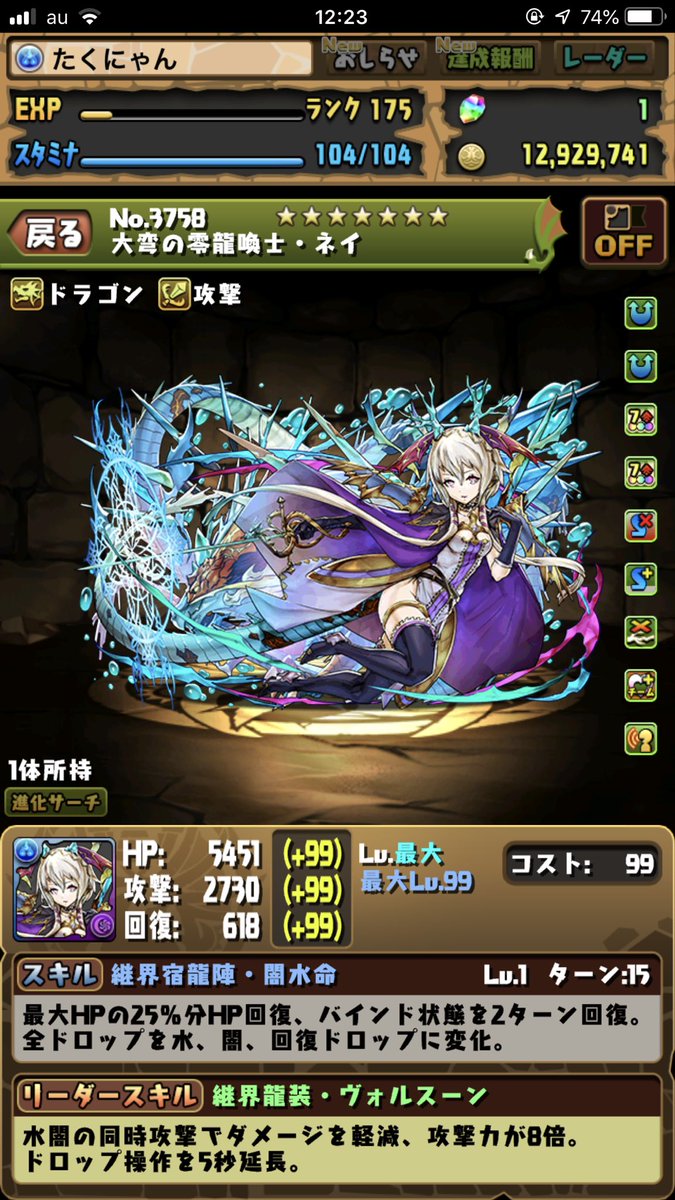 au 12:23 74%
たくにゃん New おしらせ New 達成報酬 レーダー
EXP ランク 175 1
スタミナ 104/104 12,929,741
戻る No.3758 ★★★★★★★ OFF
大弯の零龍喚士・ネイ
ドラゴン 攻撃
1体所持
進化サーチ
HP: 5451 (+99) Lv.最大 コスト: 99
攻撃: 2730 (+99) 最大Lv.99
回復: 618 (+99)
スキル 継界宿龍陣・闇水命 Lv.1 ターン:15
最大HPの25%分HP回復、バインド状態を2ターン回復。
全ドロップを水、闇、回復ドロップに変化。
リーダースキル 継界龍装・ヴォルスーン
水闇の同時攻撃でダメージを軽減、攻撃力が8倍。
ドロップ操作を5秒延長。